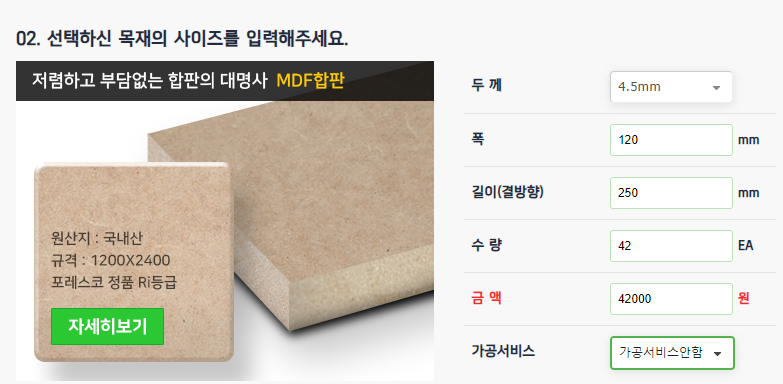 02. 선택하신 목재의 사이즈를 입력해주세요.
저렴하고 부담없는 합판의 대명사 MDF합판
원산지 : 국내산
규격 : 1200X2400
포레스코 정품 Ri등급
자세히보기
두 께 4.5mm
폭 120 mm
길이(결방향) 250 mm
수 량 42 EA
금 액 42000 원
가공서비스 가공서비스안함